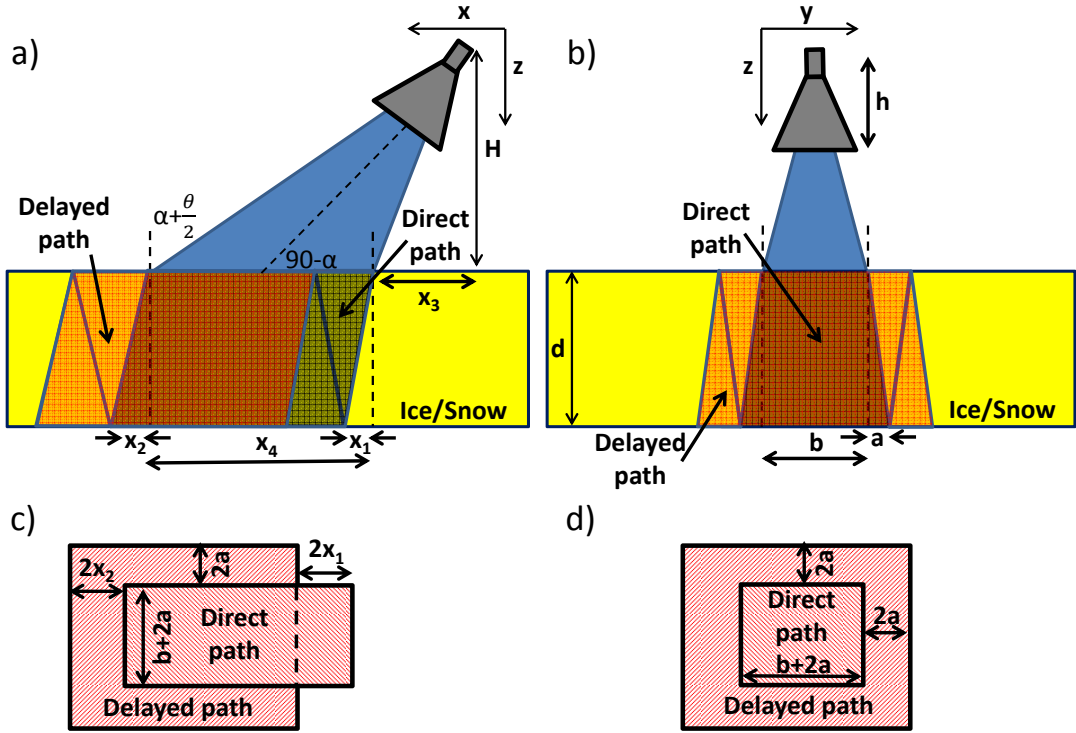 a)
x
z
H
Delayed
path
α+θ/2
Direct
path
90-α
x₃
Ice/Snow
x₂
x₄
x₁
b)
y
z
h
Direct
path
d
Delayed
path
b
a
Ice/Snow
c)
2x₂
2a
2x₁
b+2a
Direct
path
Delayed path
d)
2a
Direct
path
2a
b+2a
Delayed path